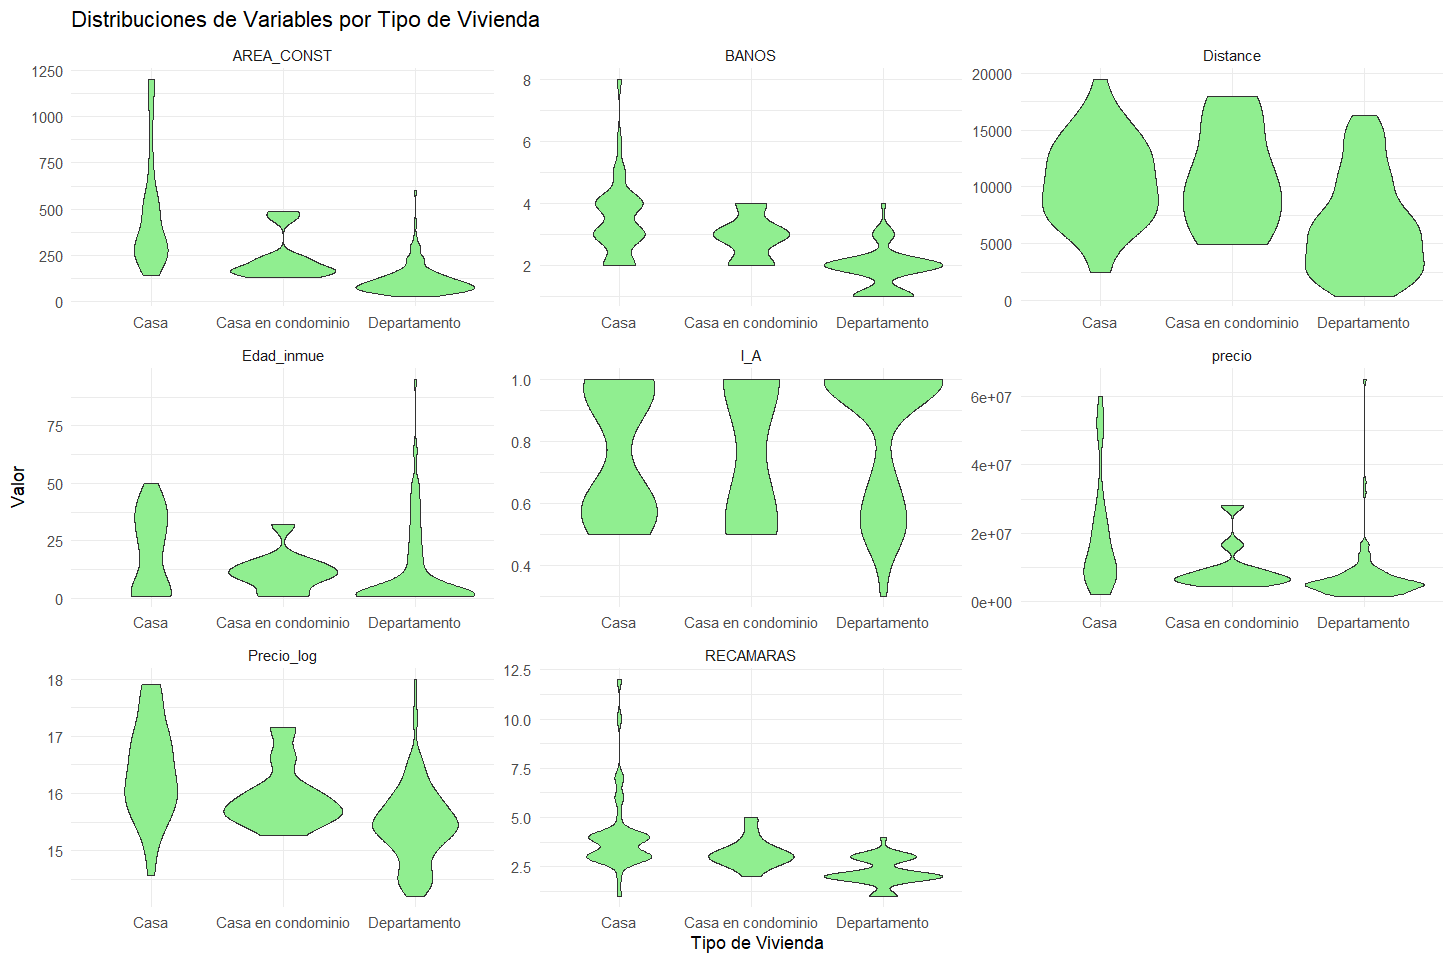 Distribuciones de Variables por Tipo de Vivienda
AREA_CONST
BANOS
Distance
1250
1000
750
500
250
0
8
6
4
2
20000
15000
10000
5000
0
Casa Casa en condominio Departamento
Casa Casa en condominio Departamento
Casa Casa en condominio Departamento
Edad_inmue
I_A
precio
75
50
25
0
1.0
0.8
0.6
0.4
6e+07
4e+07
2e+07
0e+00
Casa Casa en condominio Departamento
Casa Casa en condominio Departamento
Casa Casa en condominio Departamento
Valor
Precio_log
RECAMARAS
18
17
16
15
12.5
10.0
7.5
5.0
2.5
Casa Casa en condominio Departamento
Casa Casa en condominio Departamento
Tipo de Vivienda